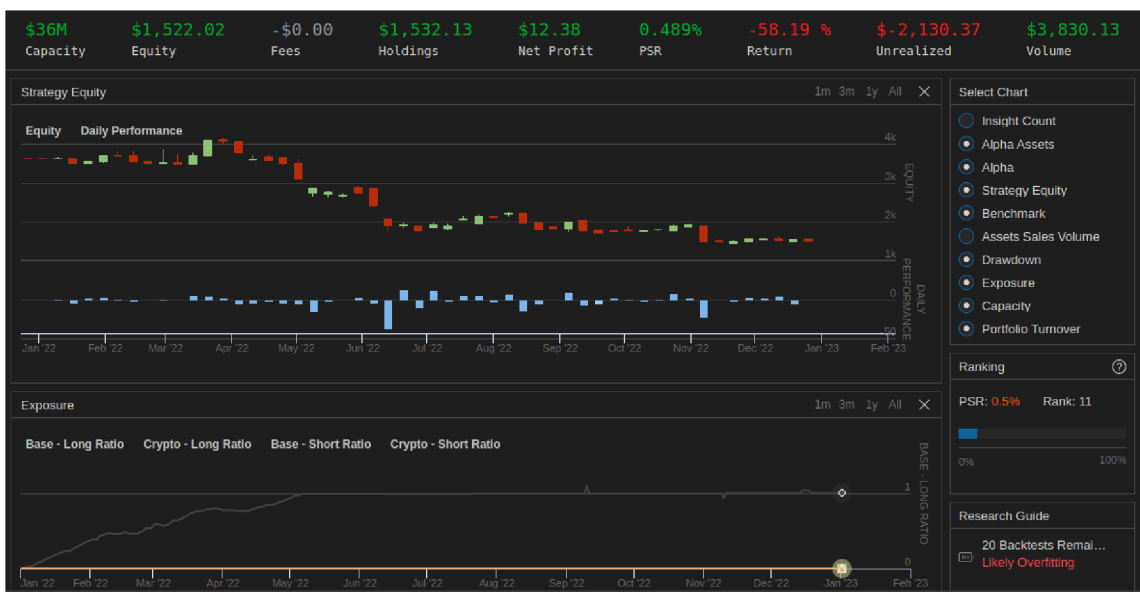 $36M $1,522.02 -$0.00 $1,532.13 $12.38 0.489% -58.19 % $-2,130.37 $3,830.13
Capacity Equity Fees Holdings Net Profit PSR Return Unrealized Volume
Strategy Equity 1m 3m 1y All
Equity Daily Performance
4k
3k
2k
1k
EQUITY
0
-50
DAILY
PERFORMANCE
Jan '22 Feb '22 Mar '22 Apr '22 May '22 Jun '22 Jul '22 Aug '22 Sep '22 Oct '22 Nov '22 Dec '22 Jan '23 Feb '23
Exposure 1m 3m 1y All
Base - Long Ratio Crypto - Long Ratio Base - Short Ratio Crypto - Short Ratio
1
0
BASE - LONG RATIO
Jan '22 Feb '22 Mar '22 Apr '22 May '22 Jun '22 Jul '22 Aug '22 Sep '22 Oct '22 Nov '22 Dec '22 Jan '23 Feb '23
Select Chart
Insight Count
Alpha Assets
Alpha
Strategy Equity
Benchmark
Assets Sales Volume
Drawdown
Exposure
Capacity
Portfolio Turnover
Ranking ?
PSR: 0.5% Rank: 11
0% 100%
Research Guide
20 Backtests Remai...
Likely Overfitting